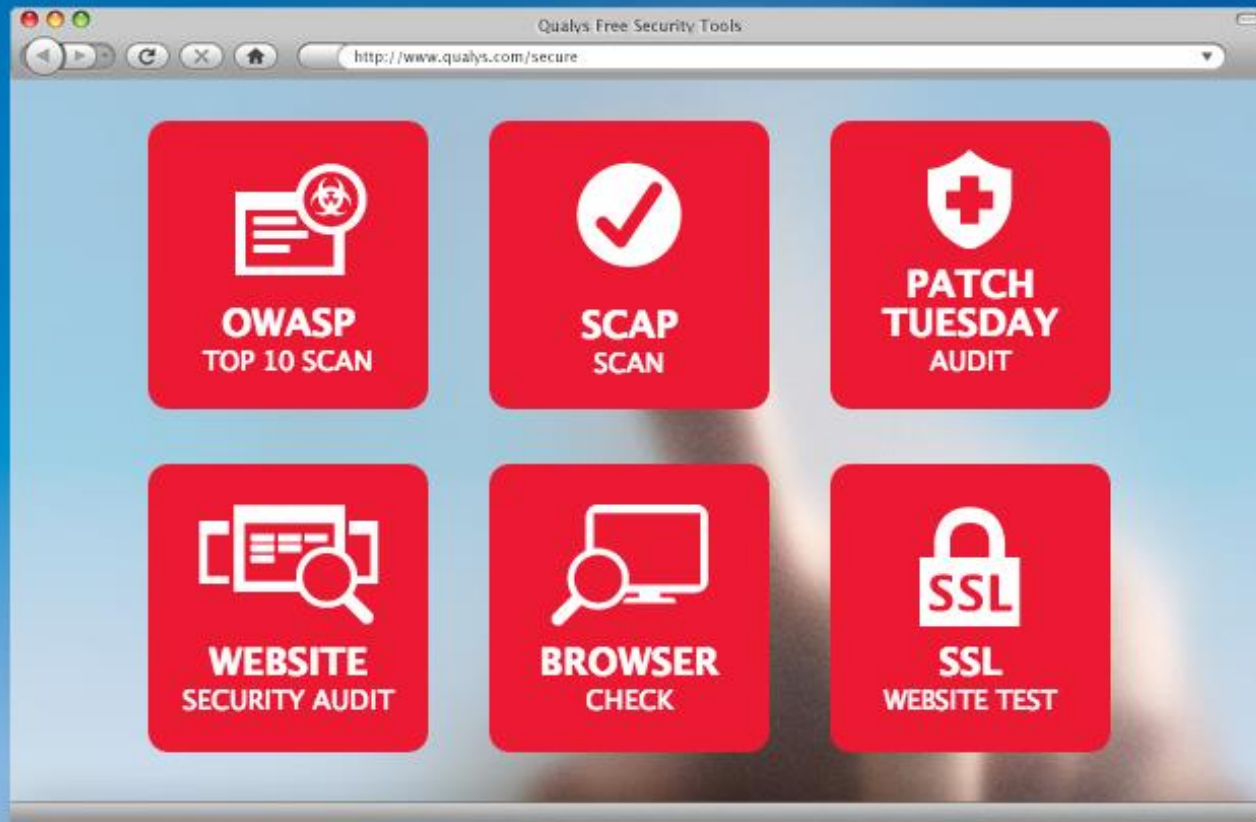 Qualys Free Security Tools
http://www.qualys.com/secure
OWASP
TOP 10 SCAN
SCAP
SCAN
PATCH
TUESDAY
AUDIT
WEBSITE
SECURITY AUDIT
BROWSER
CHECK
SSL
SSL
WEBSITE TEST